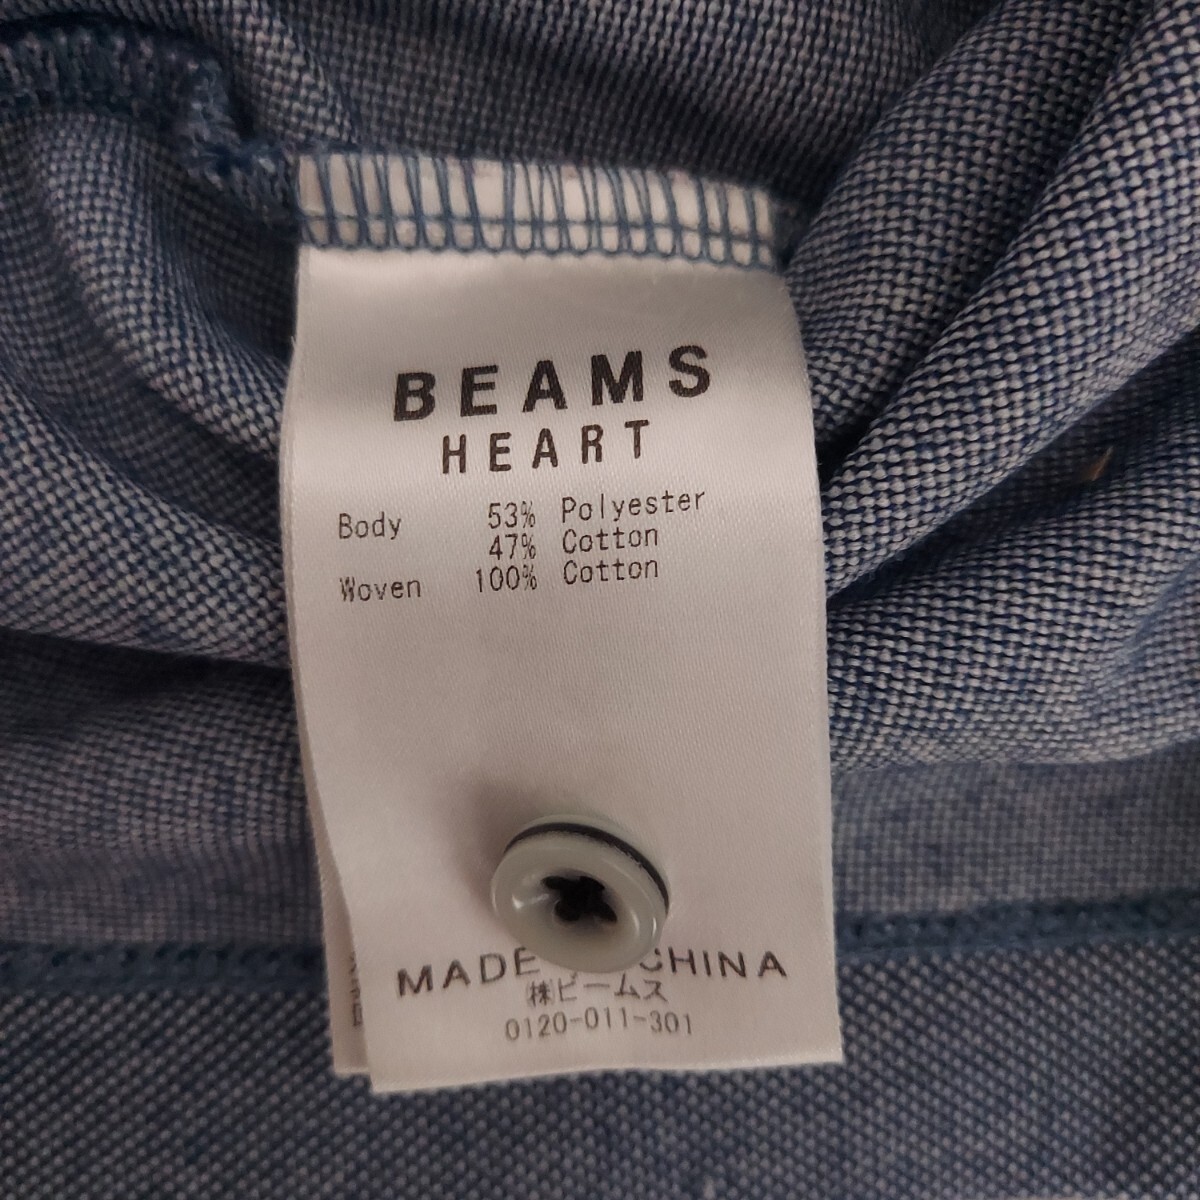 BEAMS
HEART
Body 53% Polyester
47% Cotton
Woven 100% Cotton
MADE CHINA
㈱ビームス
0120-011-301